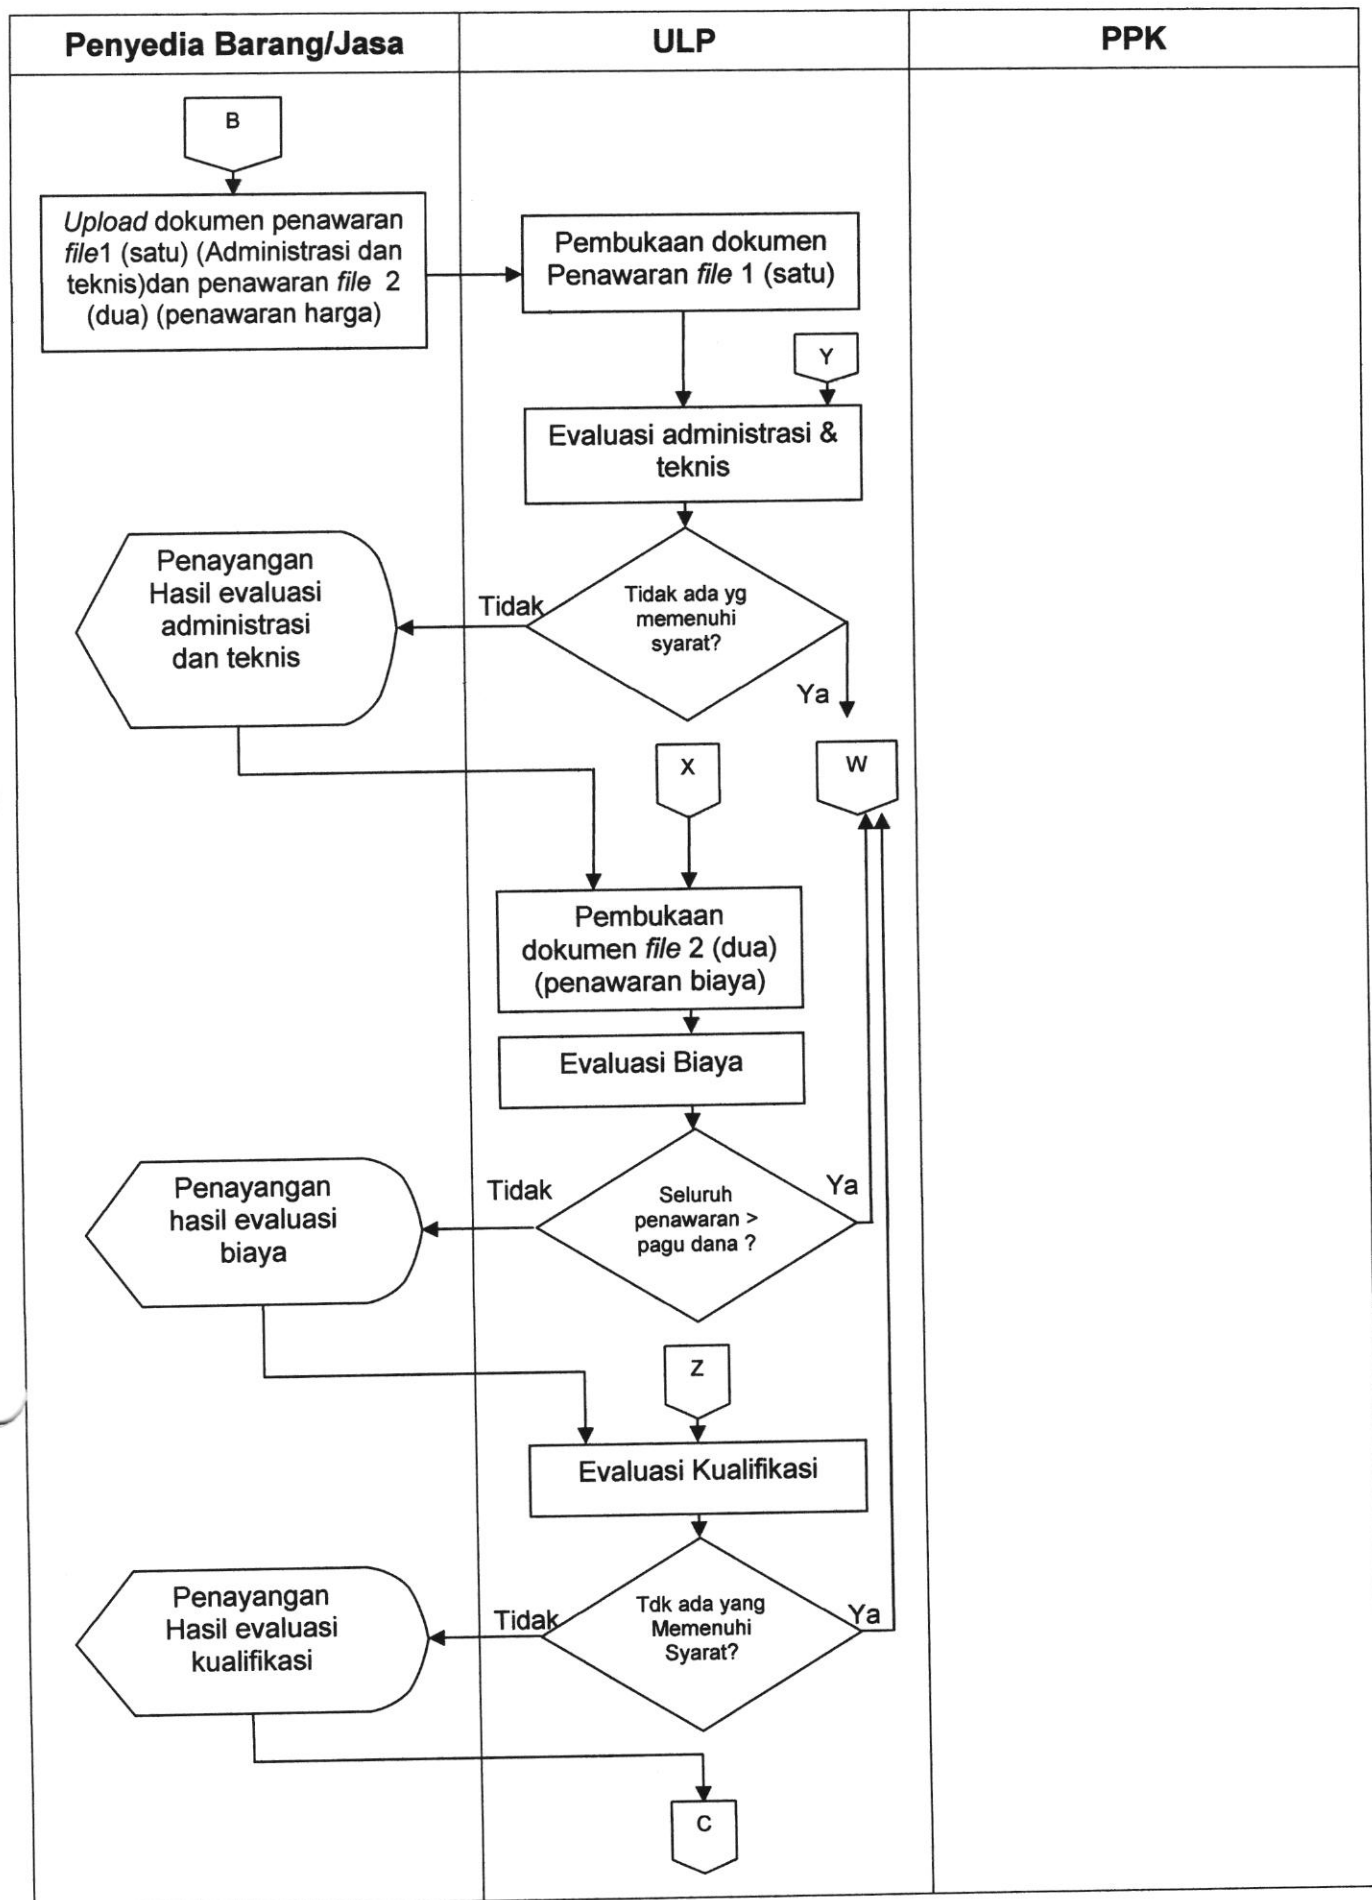 Penyedia Barang/Jasa
ULP
PPK
B
Upload dokumen penawaran
file1 (satu) (Administrasi dan
teknis)dan penawaran file 2
(dua) (penawaran harga)
Pembukaan dokumen
Penawaran file 1 (satu)
Y
Evaluasi administrasi &
teknis
Penayangan
Hasil evaluasi
administrasi
dan teknis
Tidak
Tidak ada yg
memenuhi
syarat?
Ya
X
W
Pembukaan
dokumen file 2 (dua)
(penawaran biaya)
Evaluasi Biaya
Penayangan
hasil evaluasi
biaya
Tidak
Seluruh
penawaran >
pagu dana ?
Ya
Z
Evaluasi Kualifikasi
Penayangan
Hasil evaluasi
kualifikasi
Tidak
Tdk ada yang
Memenuhi
Syarat?
Ya
C